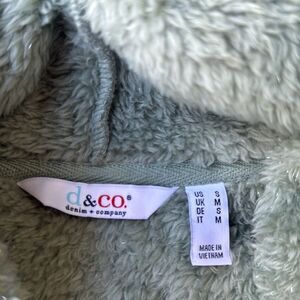 d&co.®
denim + company
US S
UK M
DE S
IT M
MADE IN
VIETNAM